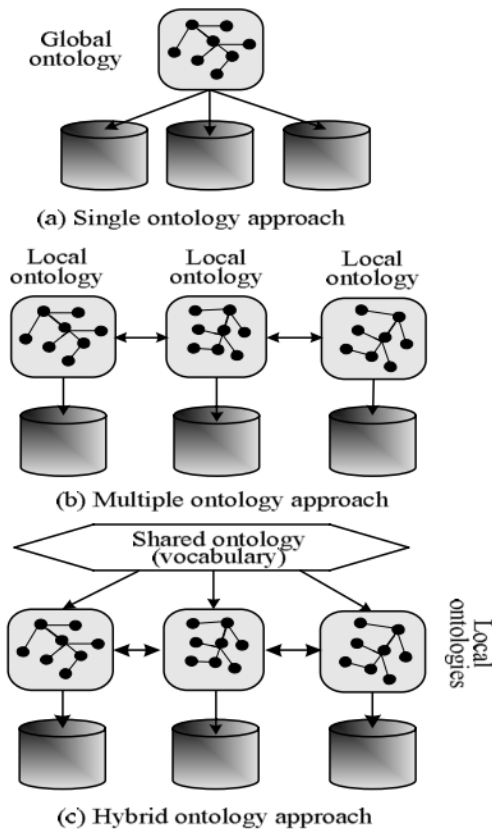 Global
ontology
(a) Single ontology approach
Local
ontology
Local
ontology
Local
ontology
(b) Multiple ontology approach
Shared ontology
(vocabulary)
Local
ontologies
(c) Hybrid ontology approach